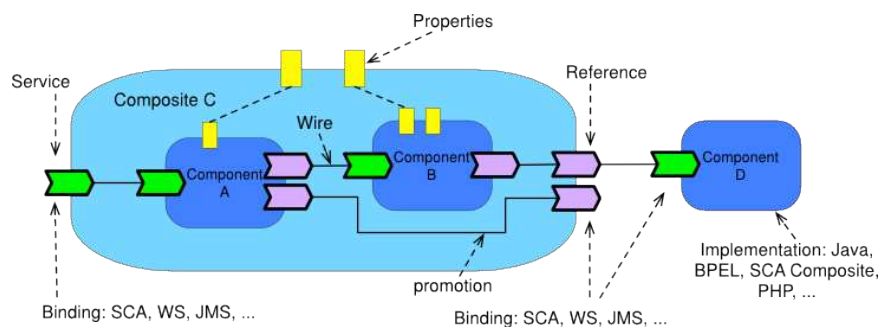 Properties
Service
Reference
Composite C
Wire
Component
A
Component
B
Component
D
promotion
Implementation: Java,
BPEL, SCA Composite,
PHP, ...
Binding: SCA, WS, JMS, ...
Binding: SCA, WS, JMS, ...